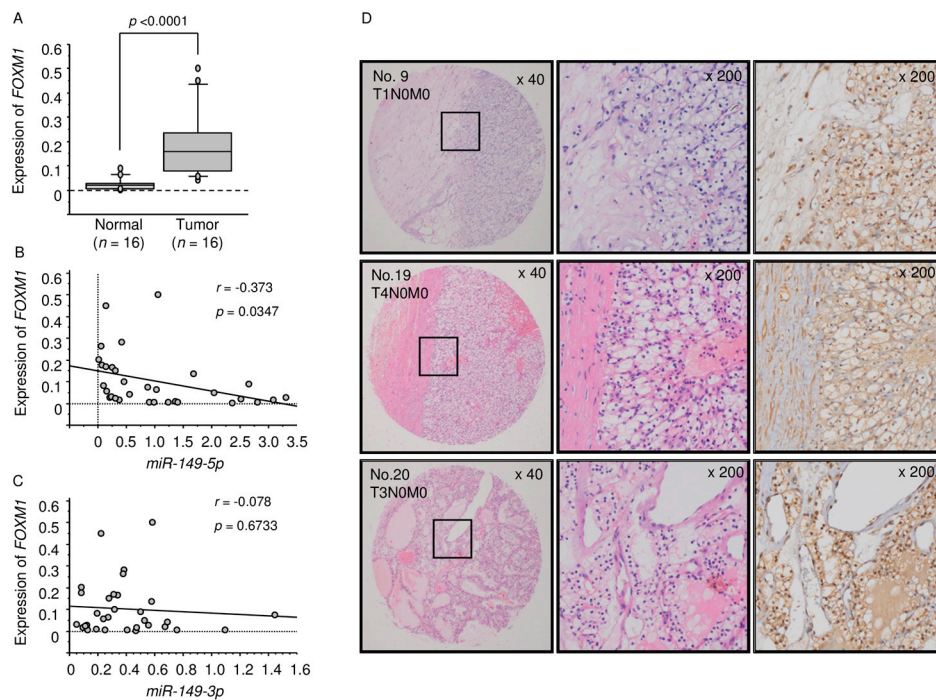 A
p <0.0001
Expression of FOXM1
0.6
0.5
0.4
0.3
0.2
0.1
0
Normal
(n = 16)
Tumor
(n = 16)
B
Expression of FOXM1
0.6
0.5
0.4
0.3
0.2
0.1
0
r = -0.373
p = 0.0347
0 0.5 1.0 1.5 2.0 2.5 3.0 3.5
miR-149-5p
C
Expression of FOXM1
0.6
0.5
0.4
0.3
0.2
0.1
0
r = -0.078
p = 0.6733
0 0.2 0.4 0.6 0.8 1.0 1.2 1.4 1.6
miR-149-3p
D
No. 9
T1N0M0
x 40
x 200
x 200
No.19
T4N0M0
x 40
x 200
x 200
No.20
T3N0M0
x 40
x 200
x 200